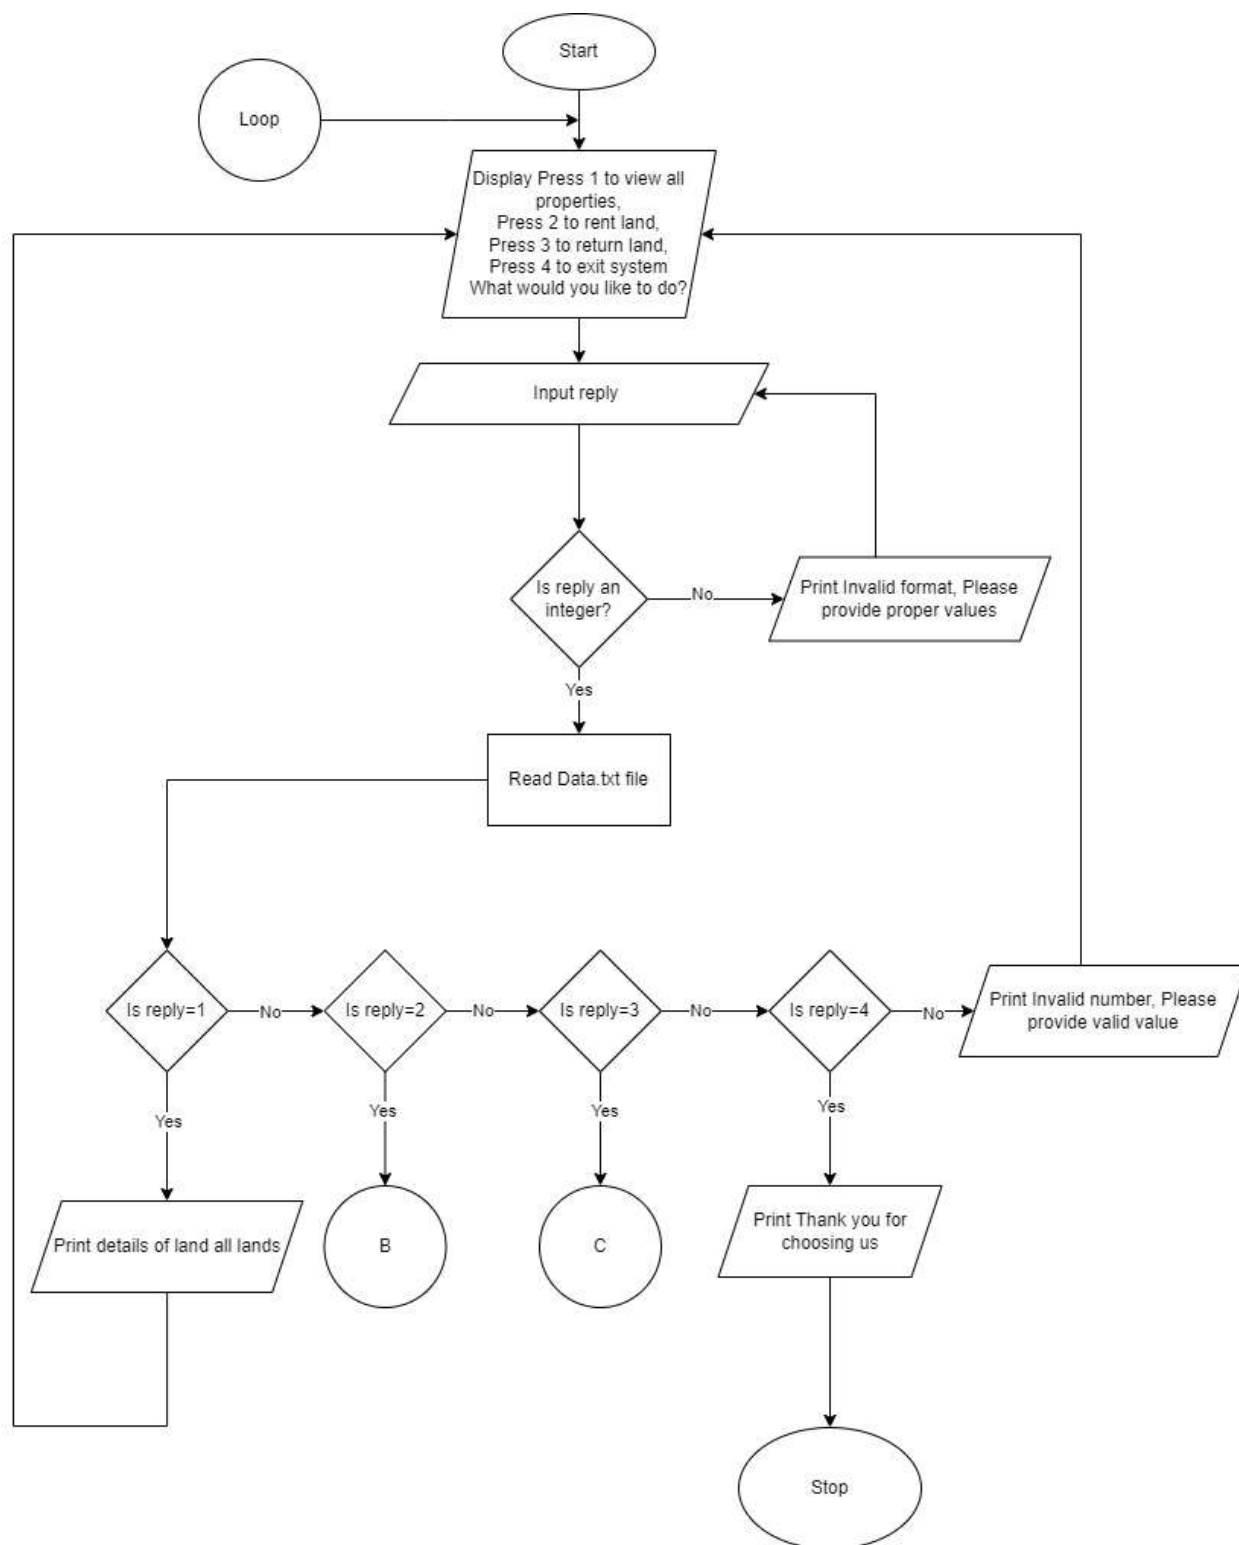 Start
Loop
Display Press 1 to view all
properties,
Press 2 to rent land,
Press 3 to return land,
Press 4 to exit system
What would you like to do?
Input reply
Is reply an
integer?
No
Print Invalid format, Please
provide proper values
Yes
Read Data.txt file
Is reply=1
No
Is reply=2
No
Is reply=3
No
Is reply=4
No
Print Invalid number, Please
provide valid value
Yes
Yes
Yes
Yes
Print details of land all lands
B
C
Print Thank you for
choosing us
Stop